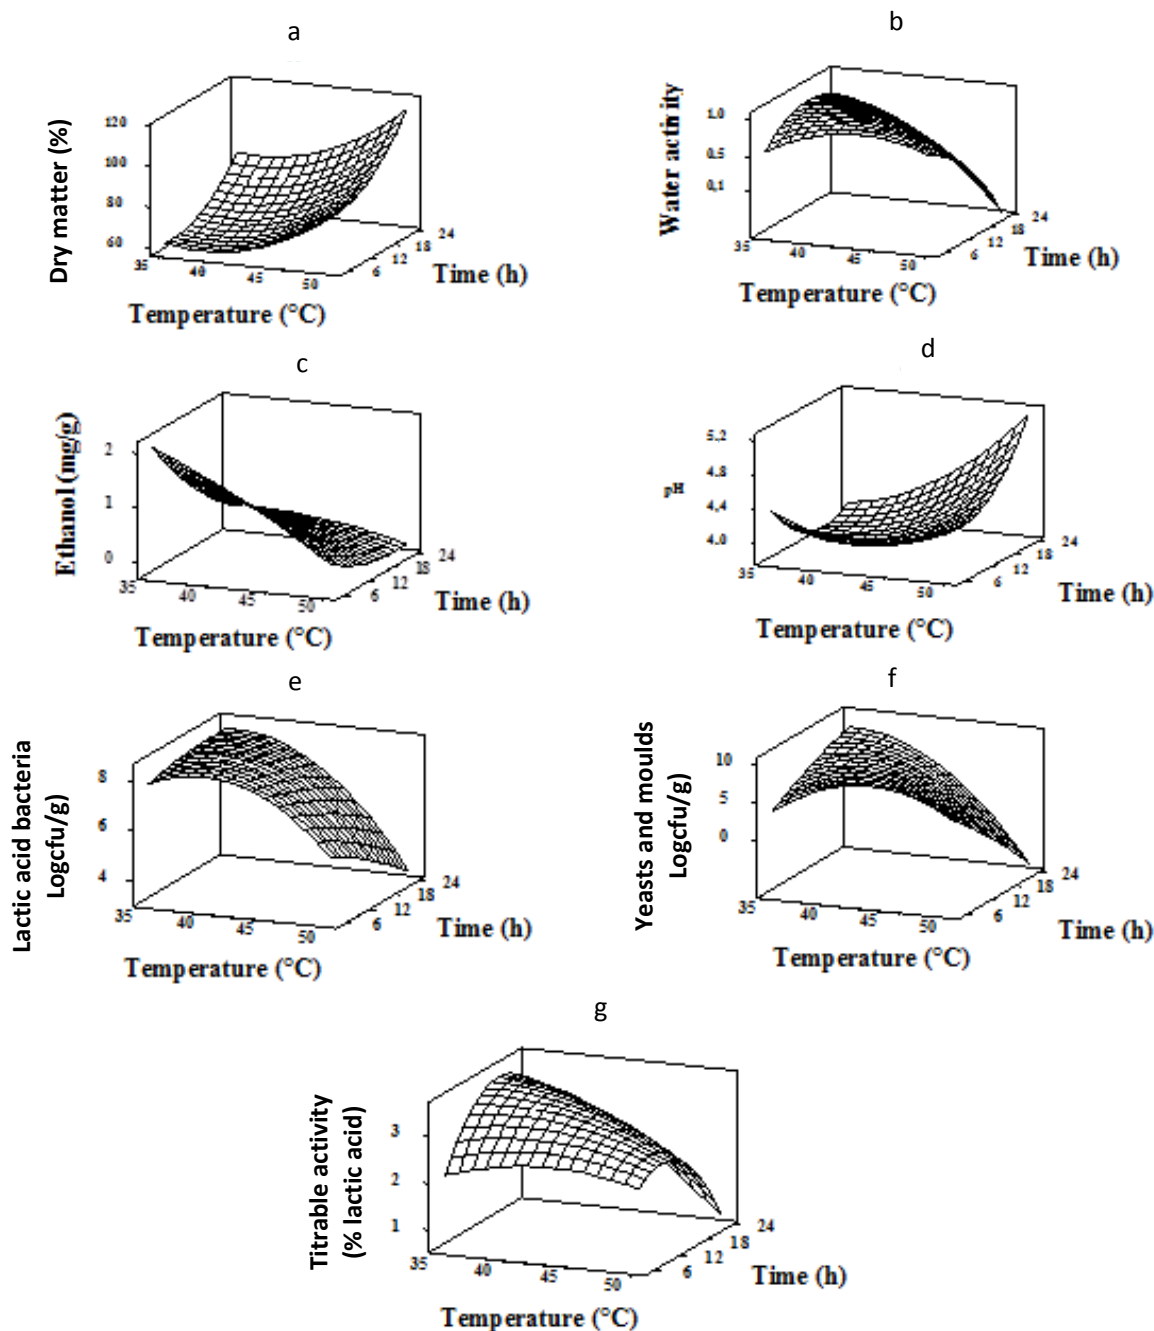 a
Dry matter (%)
120
100
80
60
35
40
45
50
6
12
18
24
Time (h)
Temperature (°C)
b
Water activity
1.0
0.5
0,1
35
40
45
50
6
12
18
24
Time (h)
Temperature (°C)
c
Ethanol (mg/g)
2
1
0
35
40
45
50
6
12
18
24
Time (h)
Temperature (°C)
d
pH
5,2
4,8
4,4
4.0
35
40
45
50
6
12
18
24
Time (h)
Temperature (°C)
e
Lactic acid bacteria
Logcfu/g)
8
6
4
35
40
45
50
6
12
18
24
Time (h)
Temperature (°C)
f
Yeasts and moulds
Logcfu/g)
10
5
0
35
40
45
50
6
12
18
24
Time (h)
Temperature (°C)
g
Titrable activity
(% lactic acid)
3
2
1
35
40
45
50
6
12
18
24
Time (h)
Temperature (°C)